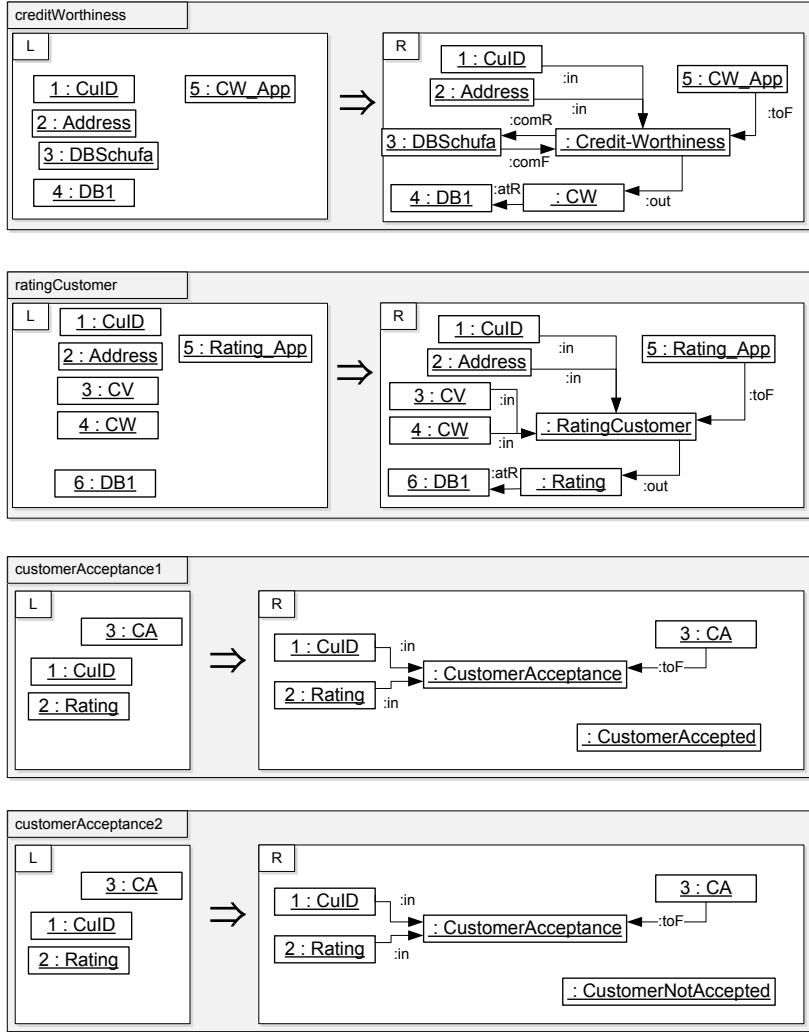 creditWorthiness
L
1 : CuID
5 : CW_App
2 : Address
3 : DBSchufa
4 : DB1
⇒
R
1 : CuID
:in
5 : CW_App
2 : Address
:in
:toF
:comR
3 : DBSchufa
: Credit-Worthiness
:comF
4 : DB1
:atR
: CW
:out
ratingCustomer
L
1 : CuID
2 : Address
5 : Rating_App
3 : CV
4 : CW
6 : DB1
⇒
R
1 : CuID
:in
5 : Rating_App
2 : Address
:in
3 : CV
:in
:toF
4 : CW
:in
: RatingCustomer
6 : DB1
:atR
: Rating
:out
customerAcceptance1
L
3 : CA
1 : CuID
2 : Rating
⇒
R
1 : CuID
:in
3 : CA
: CustomerAcceptance
:toF
2 : Rating
:in
: CustomerAccepted
customerAcceptance2
L
3 : CA
1 : CuID
2 : Rating
⇒
R
1 : CuID
:in
3 : CA
: CustomerAcceptance
:toF
2 : Rating
:in
: CustomerNotAccepted